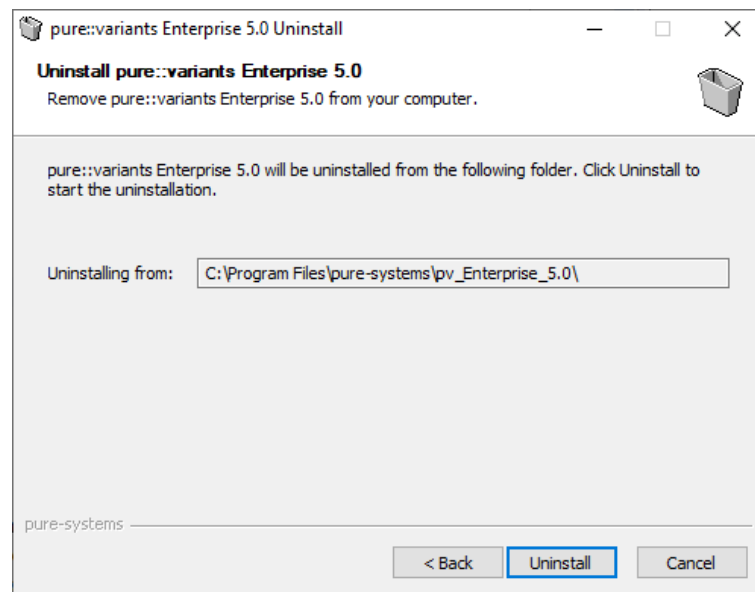 pure::variants Enterprise 5.0 Uninstall
Uninstall pure::variants Enterprise 5.0
Remove pure::variants Enterprise 5.0 from your computer.
pure::variants Enterprise 5.0 will be uninstalled from the following folder. Click Uninstall to
start the uninstallation.
Uninstalling from: C:\Program Files\pure-systems\pv_Enterprise_5.0\
pure-systems
< Back Uninstall Cancel